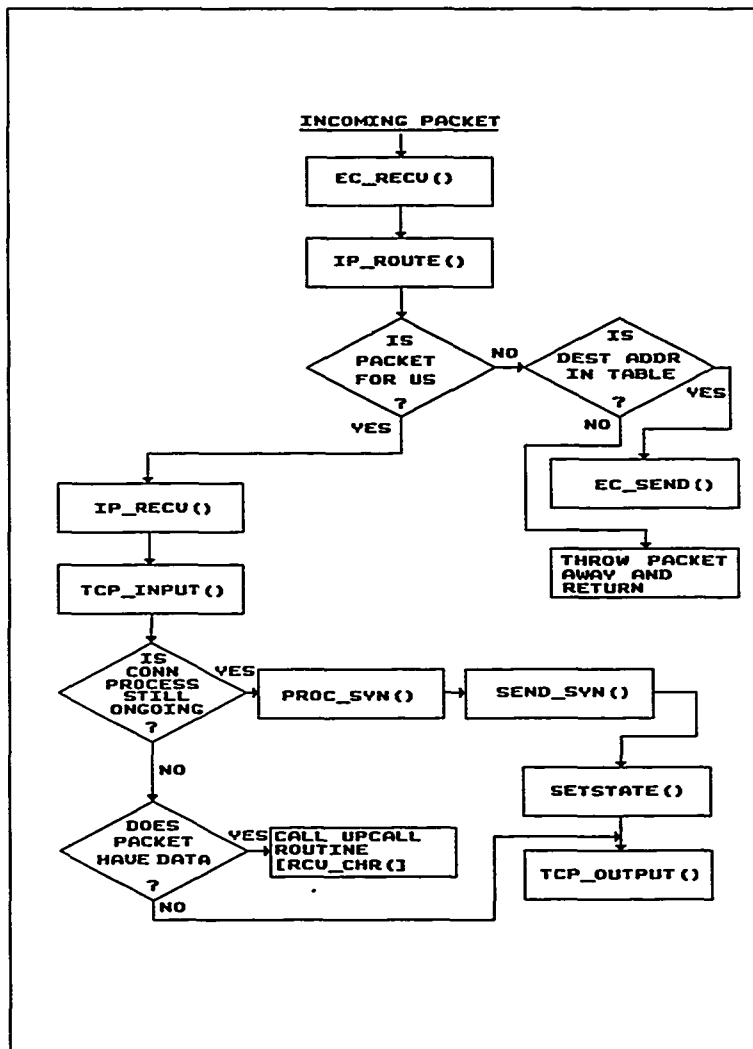 INCOMING PACKET
EC_RECV()
IP_ROUTE()
IS
PACKET
FOR US
?
NO
IS
DEST ADDR
IN TABLE
?
YES
NO
YES
EC_SEND()
IP_RECV()
THROW PACKET
AWAY AND
RETURN
TCP_INPUT()
IS
CONN
PROCESS
STILL
ONGOING
?
YES
PROC_SYN()
SEND_SYN()
NO
SETSTATE()
DOES
PACKET
HAVE DATA
?
YES
CALL UPCALL
ROUTINE
[RCV_CHR(]
TCP_OUTPUT()
NO